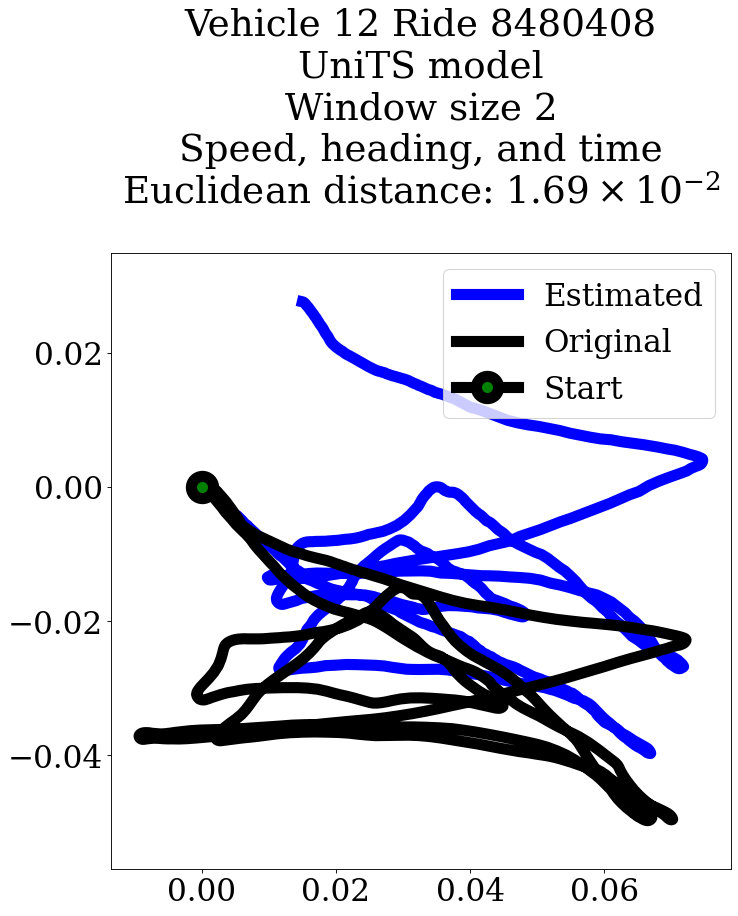 Vehicle 12 Ride 8480408
UniTS model
Window size 2
Speed, heading, and time
Euclidean distance: $1.69 \times 10^{-2}$
Estimated
Original
Start
0.02
0.00
−0.02
−0.04
0.00 0.02 0.04 0.06